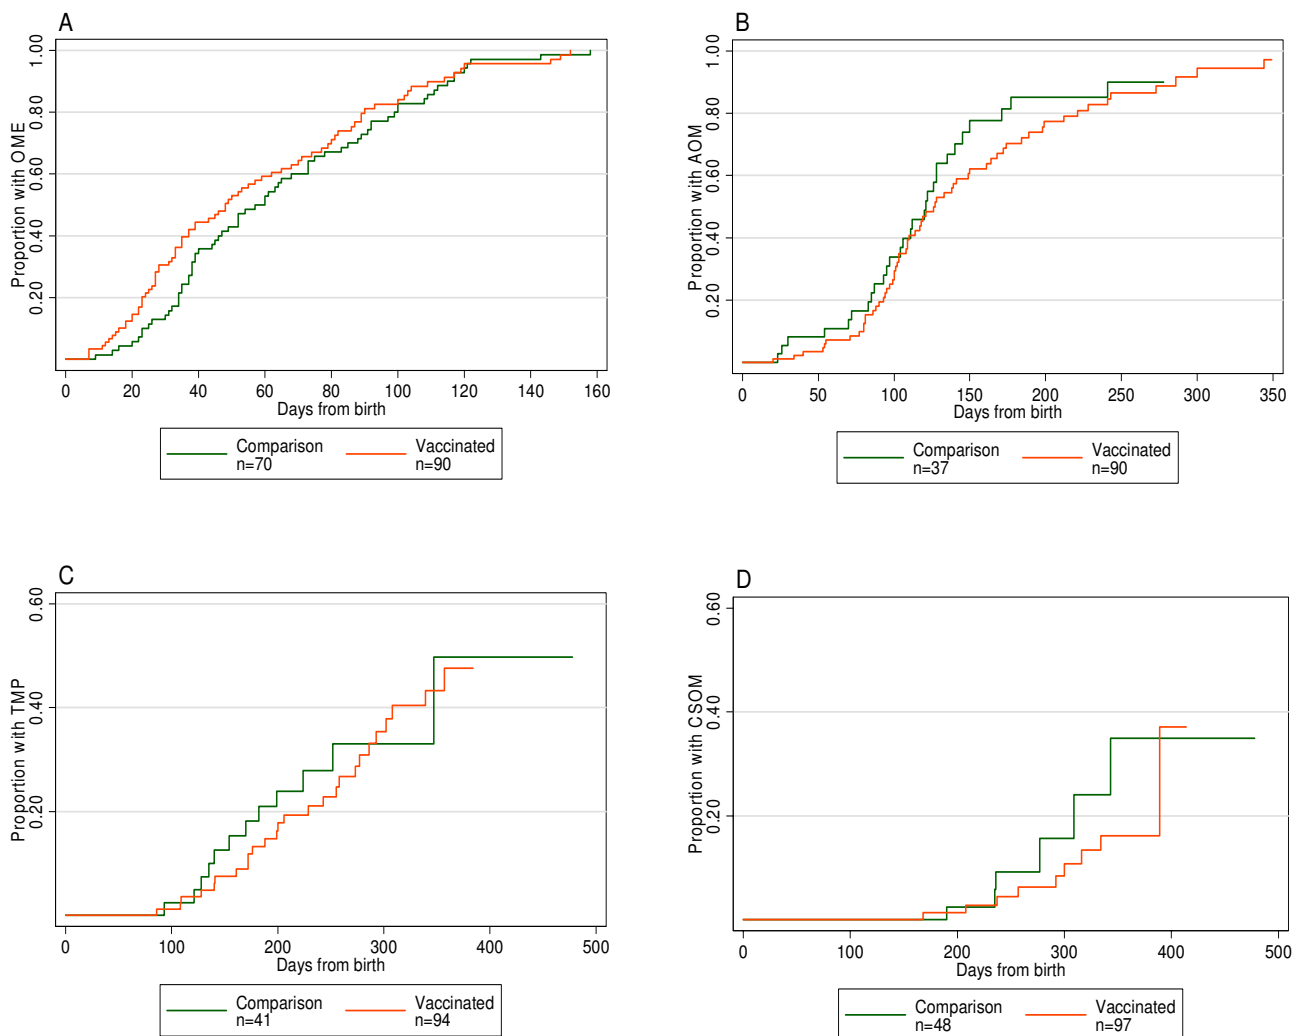 A
Proportion with OME
1.00
0.80
0.60
0.40
0.20
0 20 40 60 80 100 120 140 160
Days from birth
Comparison Vaccinated
n=70 n=90
B
Proportion with AOM
1.00
0.80
0.60
0.40
0.20
0 50 100 150 200 250 300 350
Days from birth
Comparison Vaccinated
n=37 n=90
C
Proportion with TMP
0.60
0.40
0.20
0 100 200 300 400 500
Days from birth
Comparison Vaccinated
n=41 n=94
D
Proportion with CSOM
0.60
0.40
0.20
0 100 200 300 400 500
Days from birth
Comparison Vaccinated
n=48 n=97